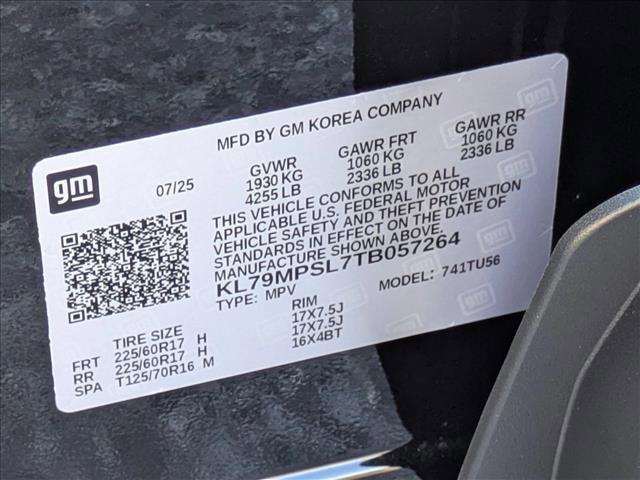 MFD BY GM KOREA COMPANY
gm 07/25 GVWR GAWR FRT GAWR RR
1930 KG 1060 KG 1060 KG
4255 LB 2336 LB 2336 LB
THIS VEHICLE CONFORMS TO ALL
APPLICABLE U.S. FEDERAL MOTOR
VEHICLE SAFETY AND THEFT PREVENTION
STANDARDS IN EFFECT ON THE DATE OF
MANUFACTURE SHOWN ABOVE.
KL79MPSL7TB057264
TYPE: MPV MODEL: 741TU56
TIRE SIZE RIM
FRT 225/60R17 H 17X7.5J
RR 225/60R17 H 17X7.5J
SPA T125/70R16 M 16X4BT